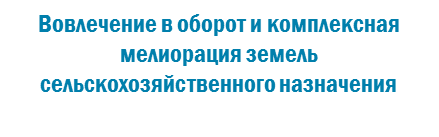 Вовлечение в оборот и комплексная
мелиорация земель
сельскохозяйственного назначения